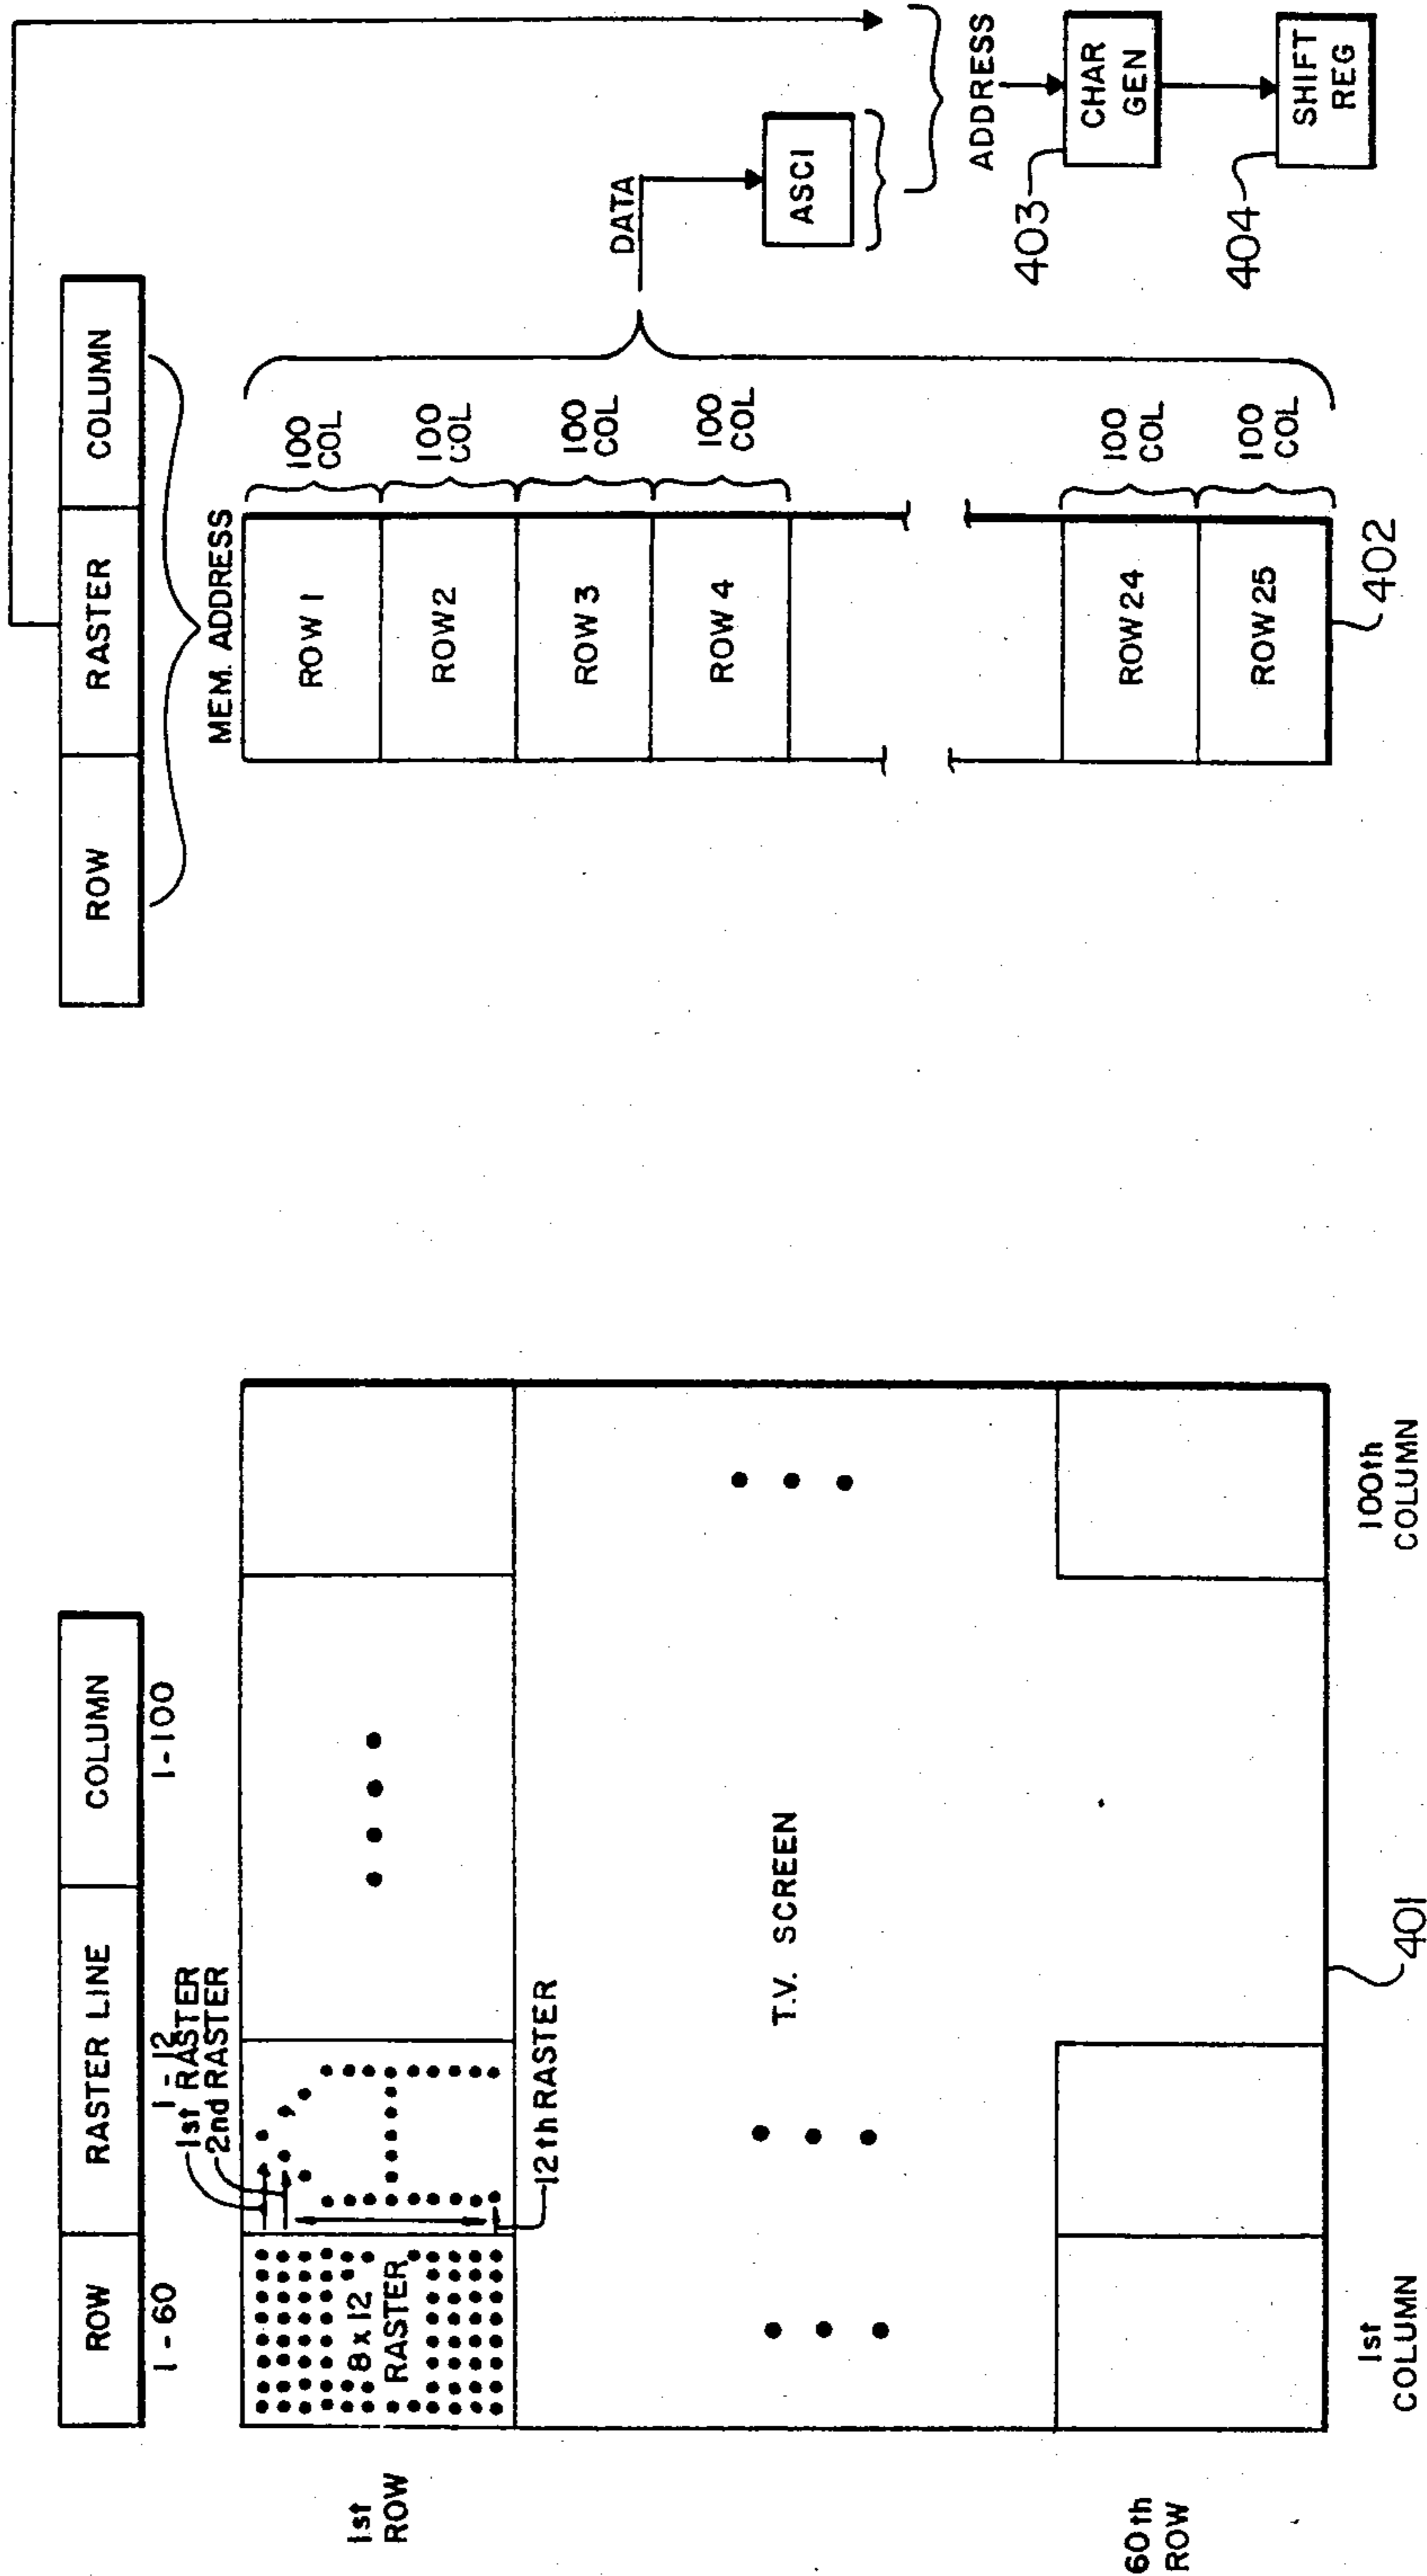 ROW
RASTER LINE
COLUMN
1-60
1-12
1-100
1st RASTER
2nd RASTER
12th RASTER
8 x 12
RASTER
1st
ROW
T.V. SCREEN
60th
ROW
1st
COLUMN
401
100th
COLUMN
ROW
RASTER
COLUMN
MEM. ADDRESS
ROW 1
100
COL
ROW 2
100
COL
ROW 3
100
COL
ROW 4
100
COL
ROW 24
100
COL
ROW 25
100
COL
402
DATA
ASCI
ADDRESS
403
CHAR
GEN
404
SHIFT
REG